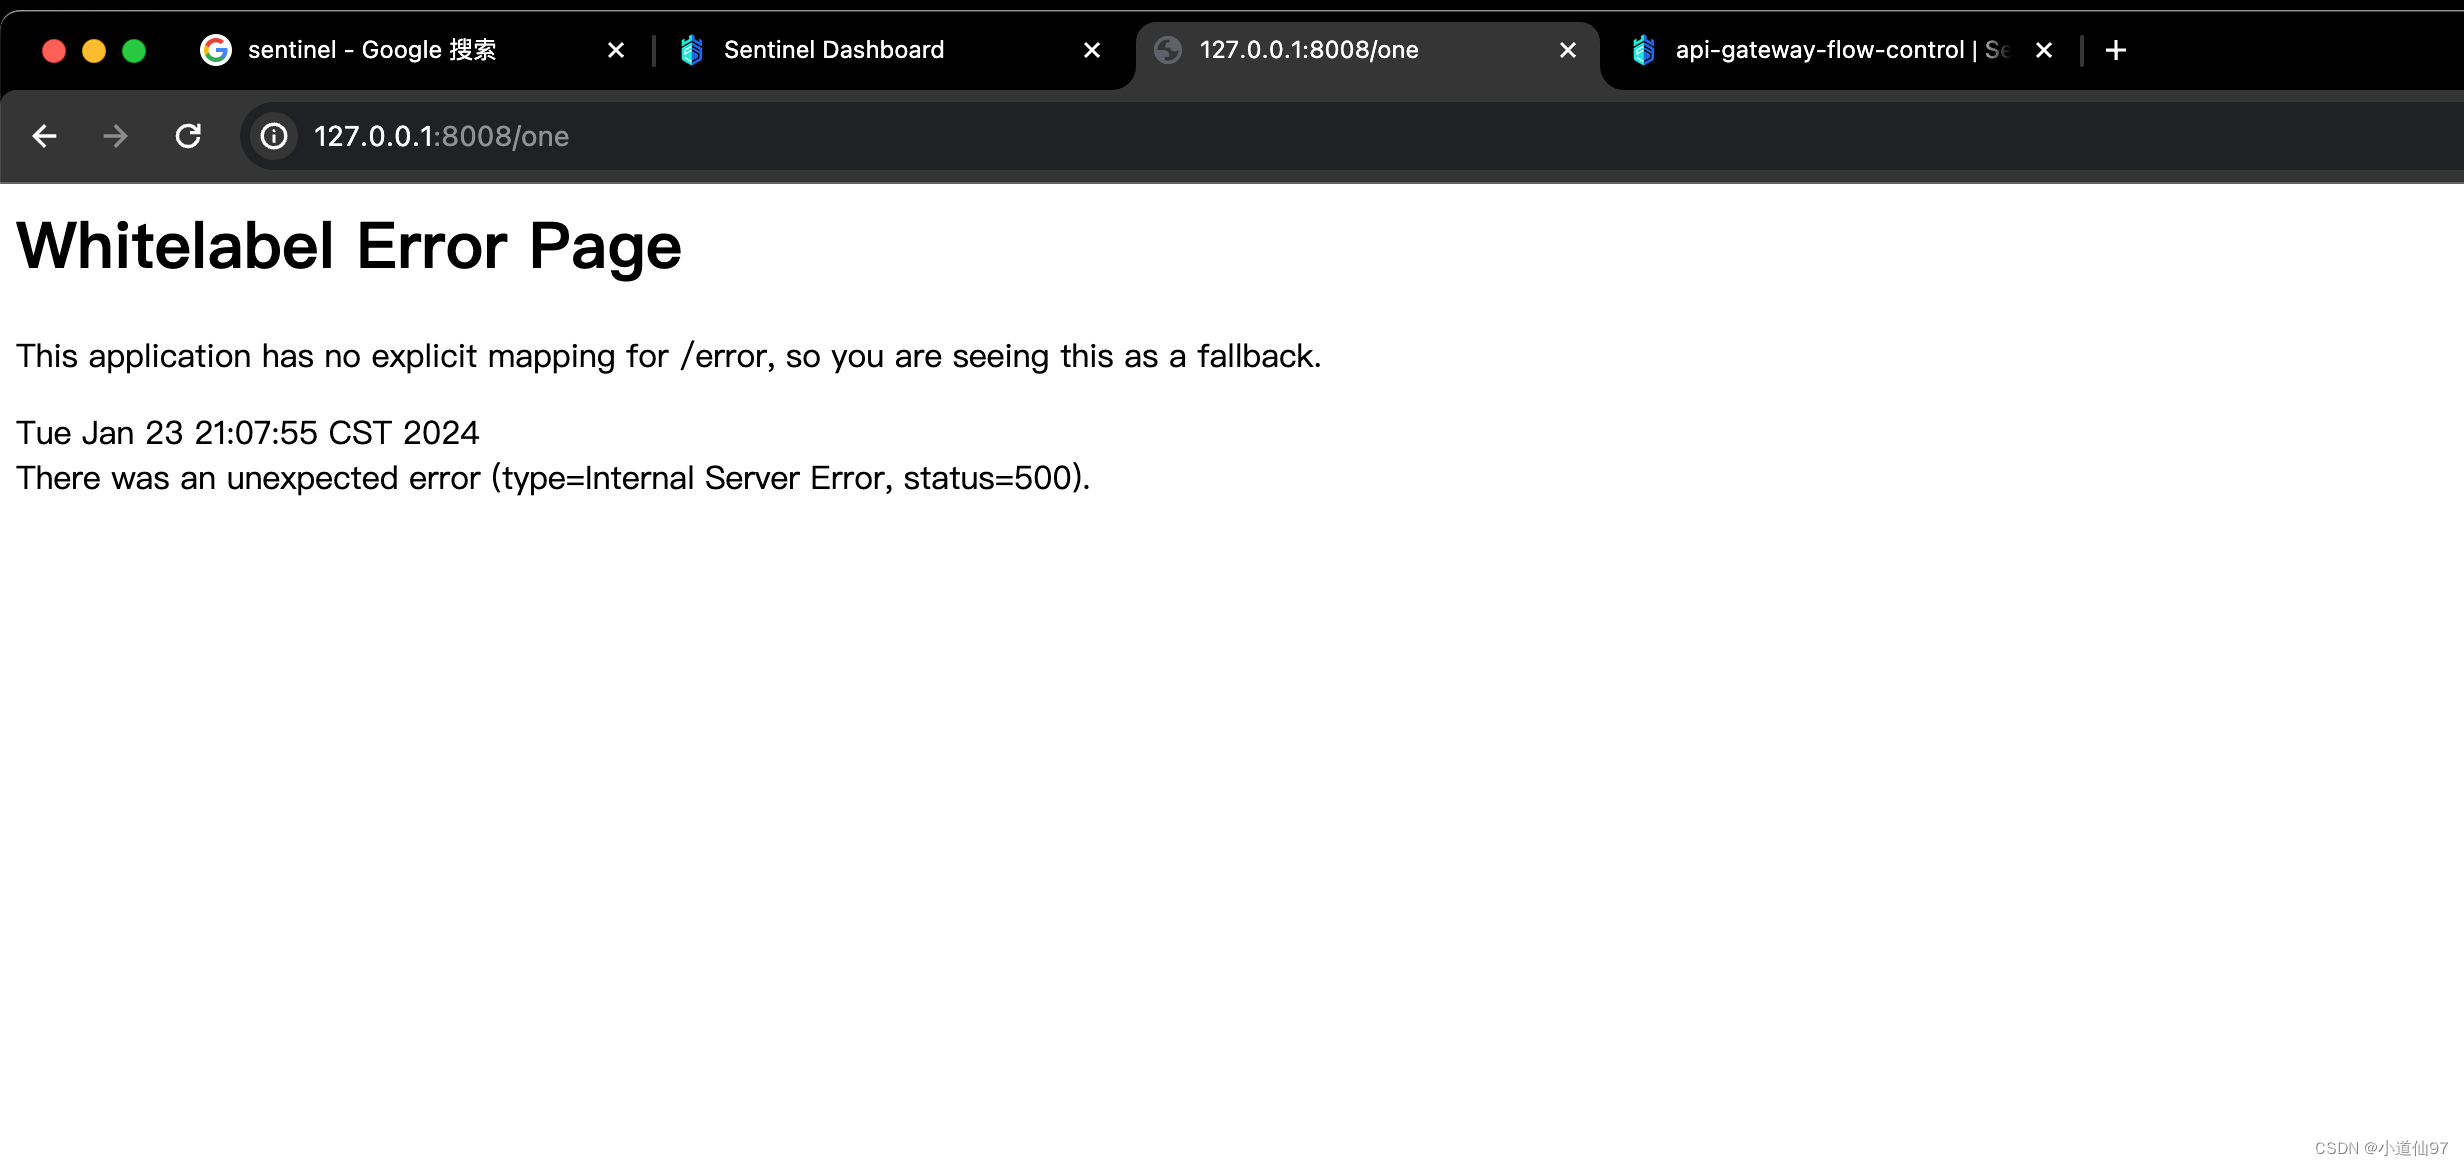 sentinel - Google 搜索
Sentinel Dashboard
127.0.0.1:8008/one
api-gateway-flow-control | Se
127.0.0.1:8008/one
Whitelabel Error Page
This application has no explicit mapping for /error, so you are seeing this as a fallback.
Tue Jan 23 21:07:55 CST 2024
There was an unexpected error (type=Internal Server Error, status=500).
CSDN @小道仙97